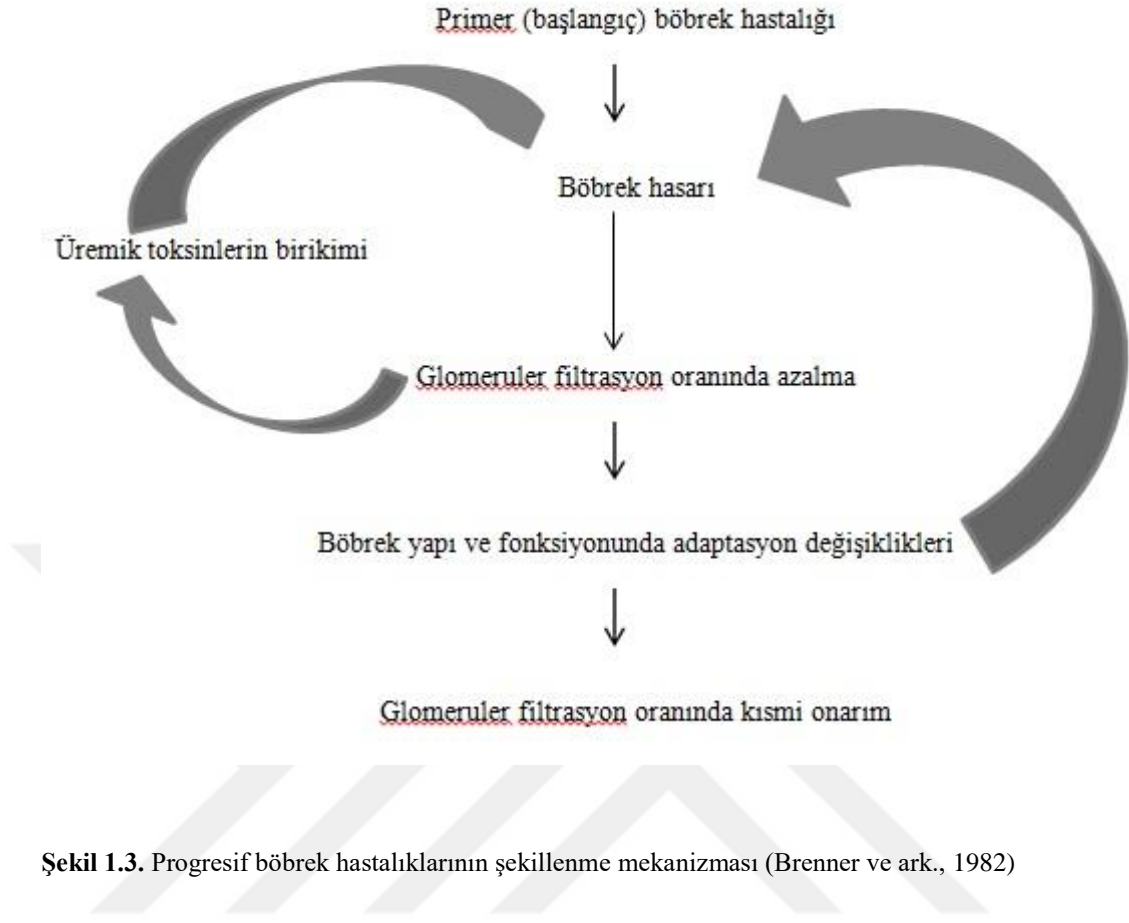 Primer (başlangıç) böbrek hastalığı
Böbrek hasarı
Üremik toksinlerin birikimi
Glomeruler filtrasyon oranında azalma
Böbrek yapı ve fonksiyonunda adaptasyon değişiklikleri
Glomeruler filtrasyon oranında kısmi onarım
Şekil 1.3. Progresif böbrek hastalıklarının şekillenme mekanizması (Brenner ve ark., 1982)